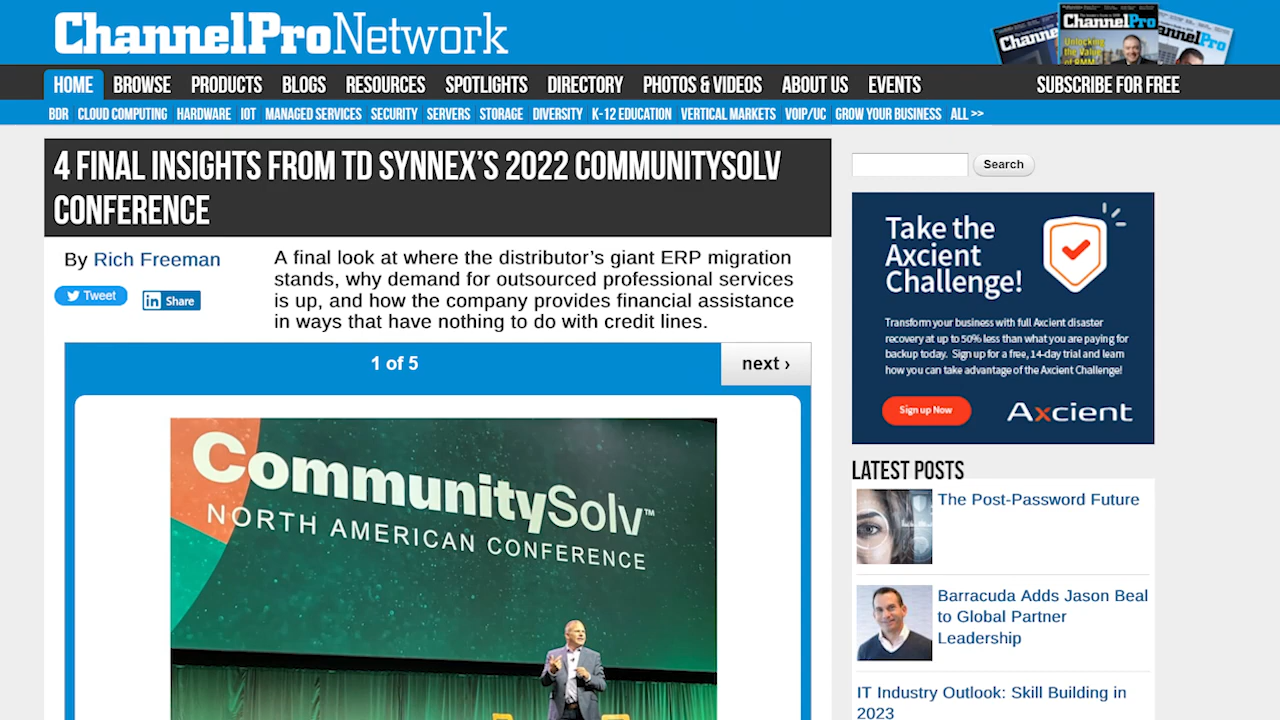 ChannelProNetwork
ChannelPro
Unlocking
the Value
of RMM
HOME BROWSE PRODUCTS BLOGS RESOURCES SPOTLIGHTS DIRECTORY PHOTOS & VIDEOS ABOUT US EVENTS SUBSCRIBE FOR FREE
BDR CLOUD COMPUTING HARDWARE IOT MANAGED SERVICES SECURITY SERVERS STORAGE DIVERSITY K-12 EDUCATION VERTICAL MARKETS VOIP/UC GROW YOUR BUSINESS ALL >>
4 FINAL INSIGHTS FROM TD SYNNEX’S 2022 COMMUNITYSOLV
CONFERENCE
By Rich Freeman
Tweet
in Share
A final look at where the distributor’s giant ERP migration
stands, why demand for outsourced professional services
is up, and how the company provides financial assistance
in ways that have nothing to do with credit lines.
1 of 5
next ›
CommunitySolv™
NORTH AMERICAN CONFERENCE
Search
Take the
Axcient
Challenge!
Transform your business with full Axcient disaster
recovery at up to 50% less than what you are paying for
backup today. Sign up for a free, 14-day trial and learn
how you can take advantage of the Axcient Challenge!
Sign up Now
Axcient
LATEST POSTS
The Post-Password Future
Barracuda Adds Jason Beal
to Global Partner
Leadership
IT Industry Outlook: Skill Building in
2023